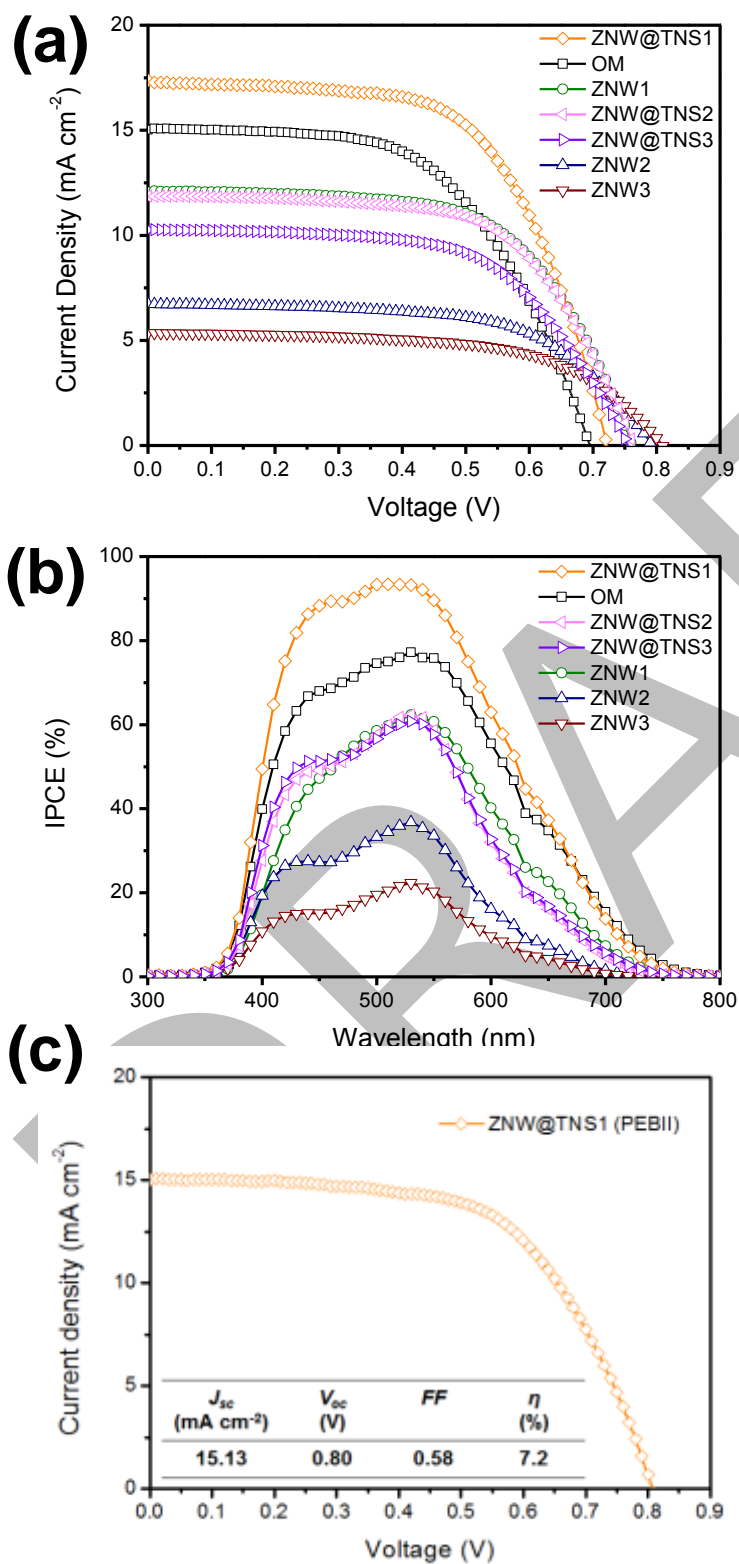 (a)
20
15
10
5
0
Current Density (mA cm⁻²)
ZNW@TNS1
OM
ZNW1
ZNW@TNS2
ZNW@TNS3
ZNW2
ZNW3
0.0 0.1 0.2 0.3 0.4 0.5 0.6 0.7 0.8 0.9
Voltage (V)
(b)
100
80
60
40
20
0
IPCE (%)
ZNW@TNS1
OM
ZNW@TNS2
ZNW@TNS3
ZNW1
ZNW2
ZNW3
300 400 500 600 700 800
Wavelength (nm)
(c)
20
15
10
5
0
Current density (mA cm⁻²)
ZNW@TNS1 (PEBII)
Jsc Voc FF η
(mA cm⁻²) (V) (%)
15.13 0.80 0.58 7.2
0.0 0.1 0.2 0.3 0.4 0.5 0.6 0.7 0.8 0.9
Voltage (V)